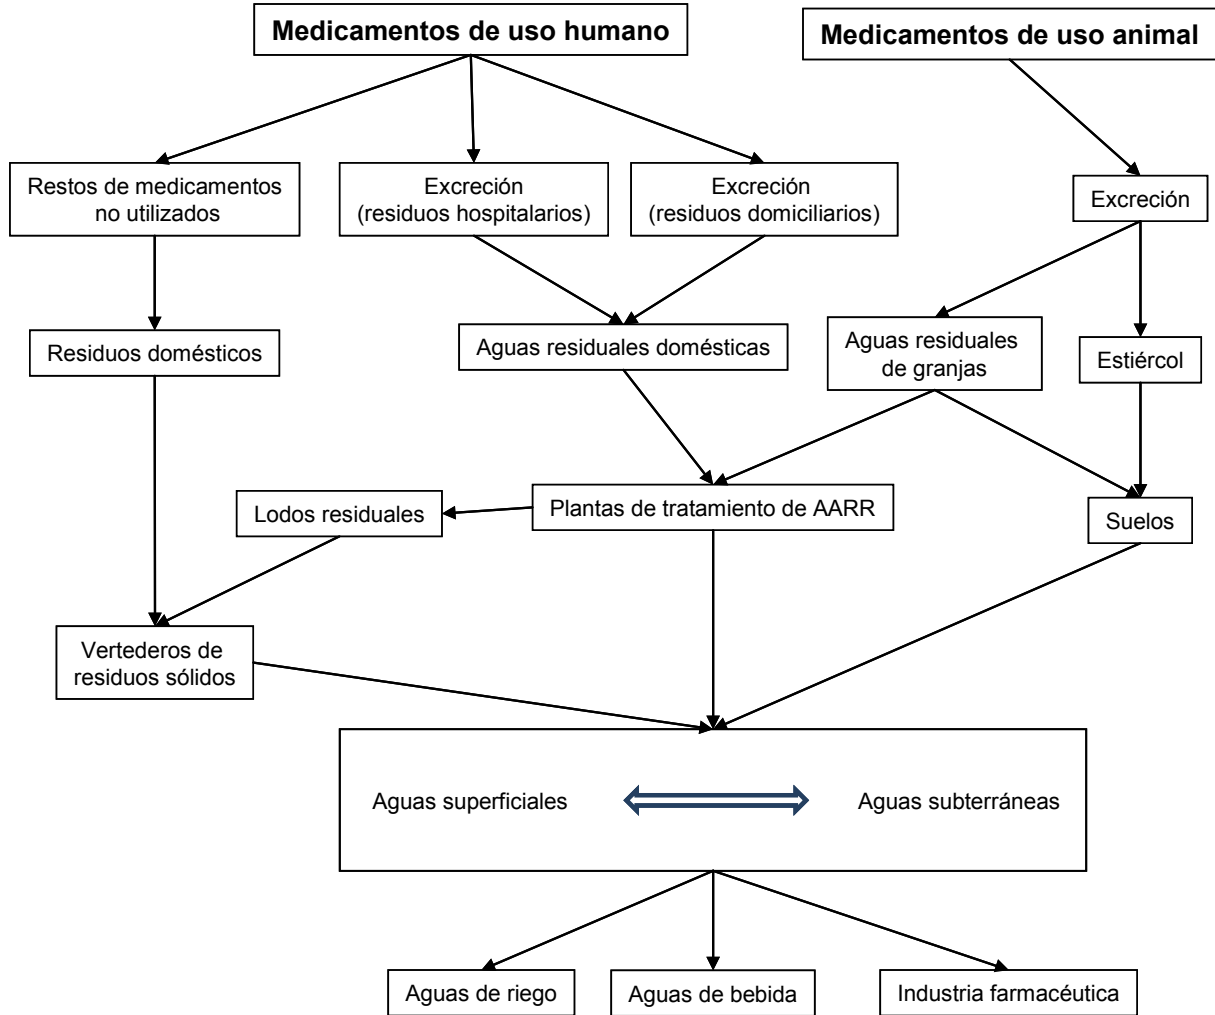 Medicamentos de uso humano
Medicamentos de uso animal
Restos de medicamentos
no utilizados
Excreción
(residuos hospitalarios)
Excreción
(residuos domiciliarios)
Excreción
Residuos domésticos
Aguas residuales domésticas
Aguas residuales
de granjas
Estiércol
Lodos residuales
Plantas de tratamiento de AARR
Suelos
Vertederos de
residuos sólidos
Aguas superficiales
Aguas subterráneas
Aguas de riego
Aguas de bebida
Industria farmacéutica